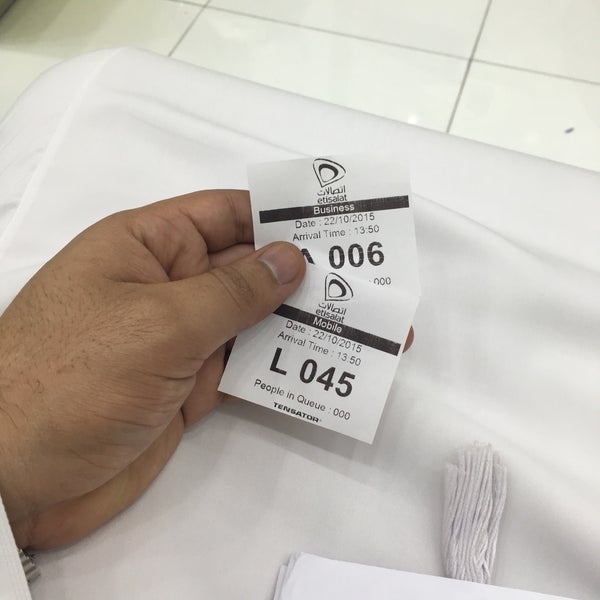 اتصالات
etisalat
Business
Date : 22/10/2015
Arrival Time : 13:50
A 006
: 000
اتصالات
etisalat
Mobile
Date : 22/10/2015
Arrival Time : 13:50
L 045
People in Queue : 000
TENSATOR